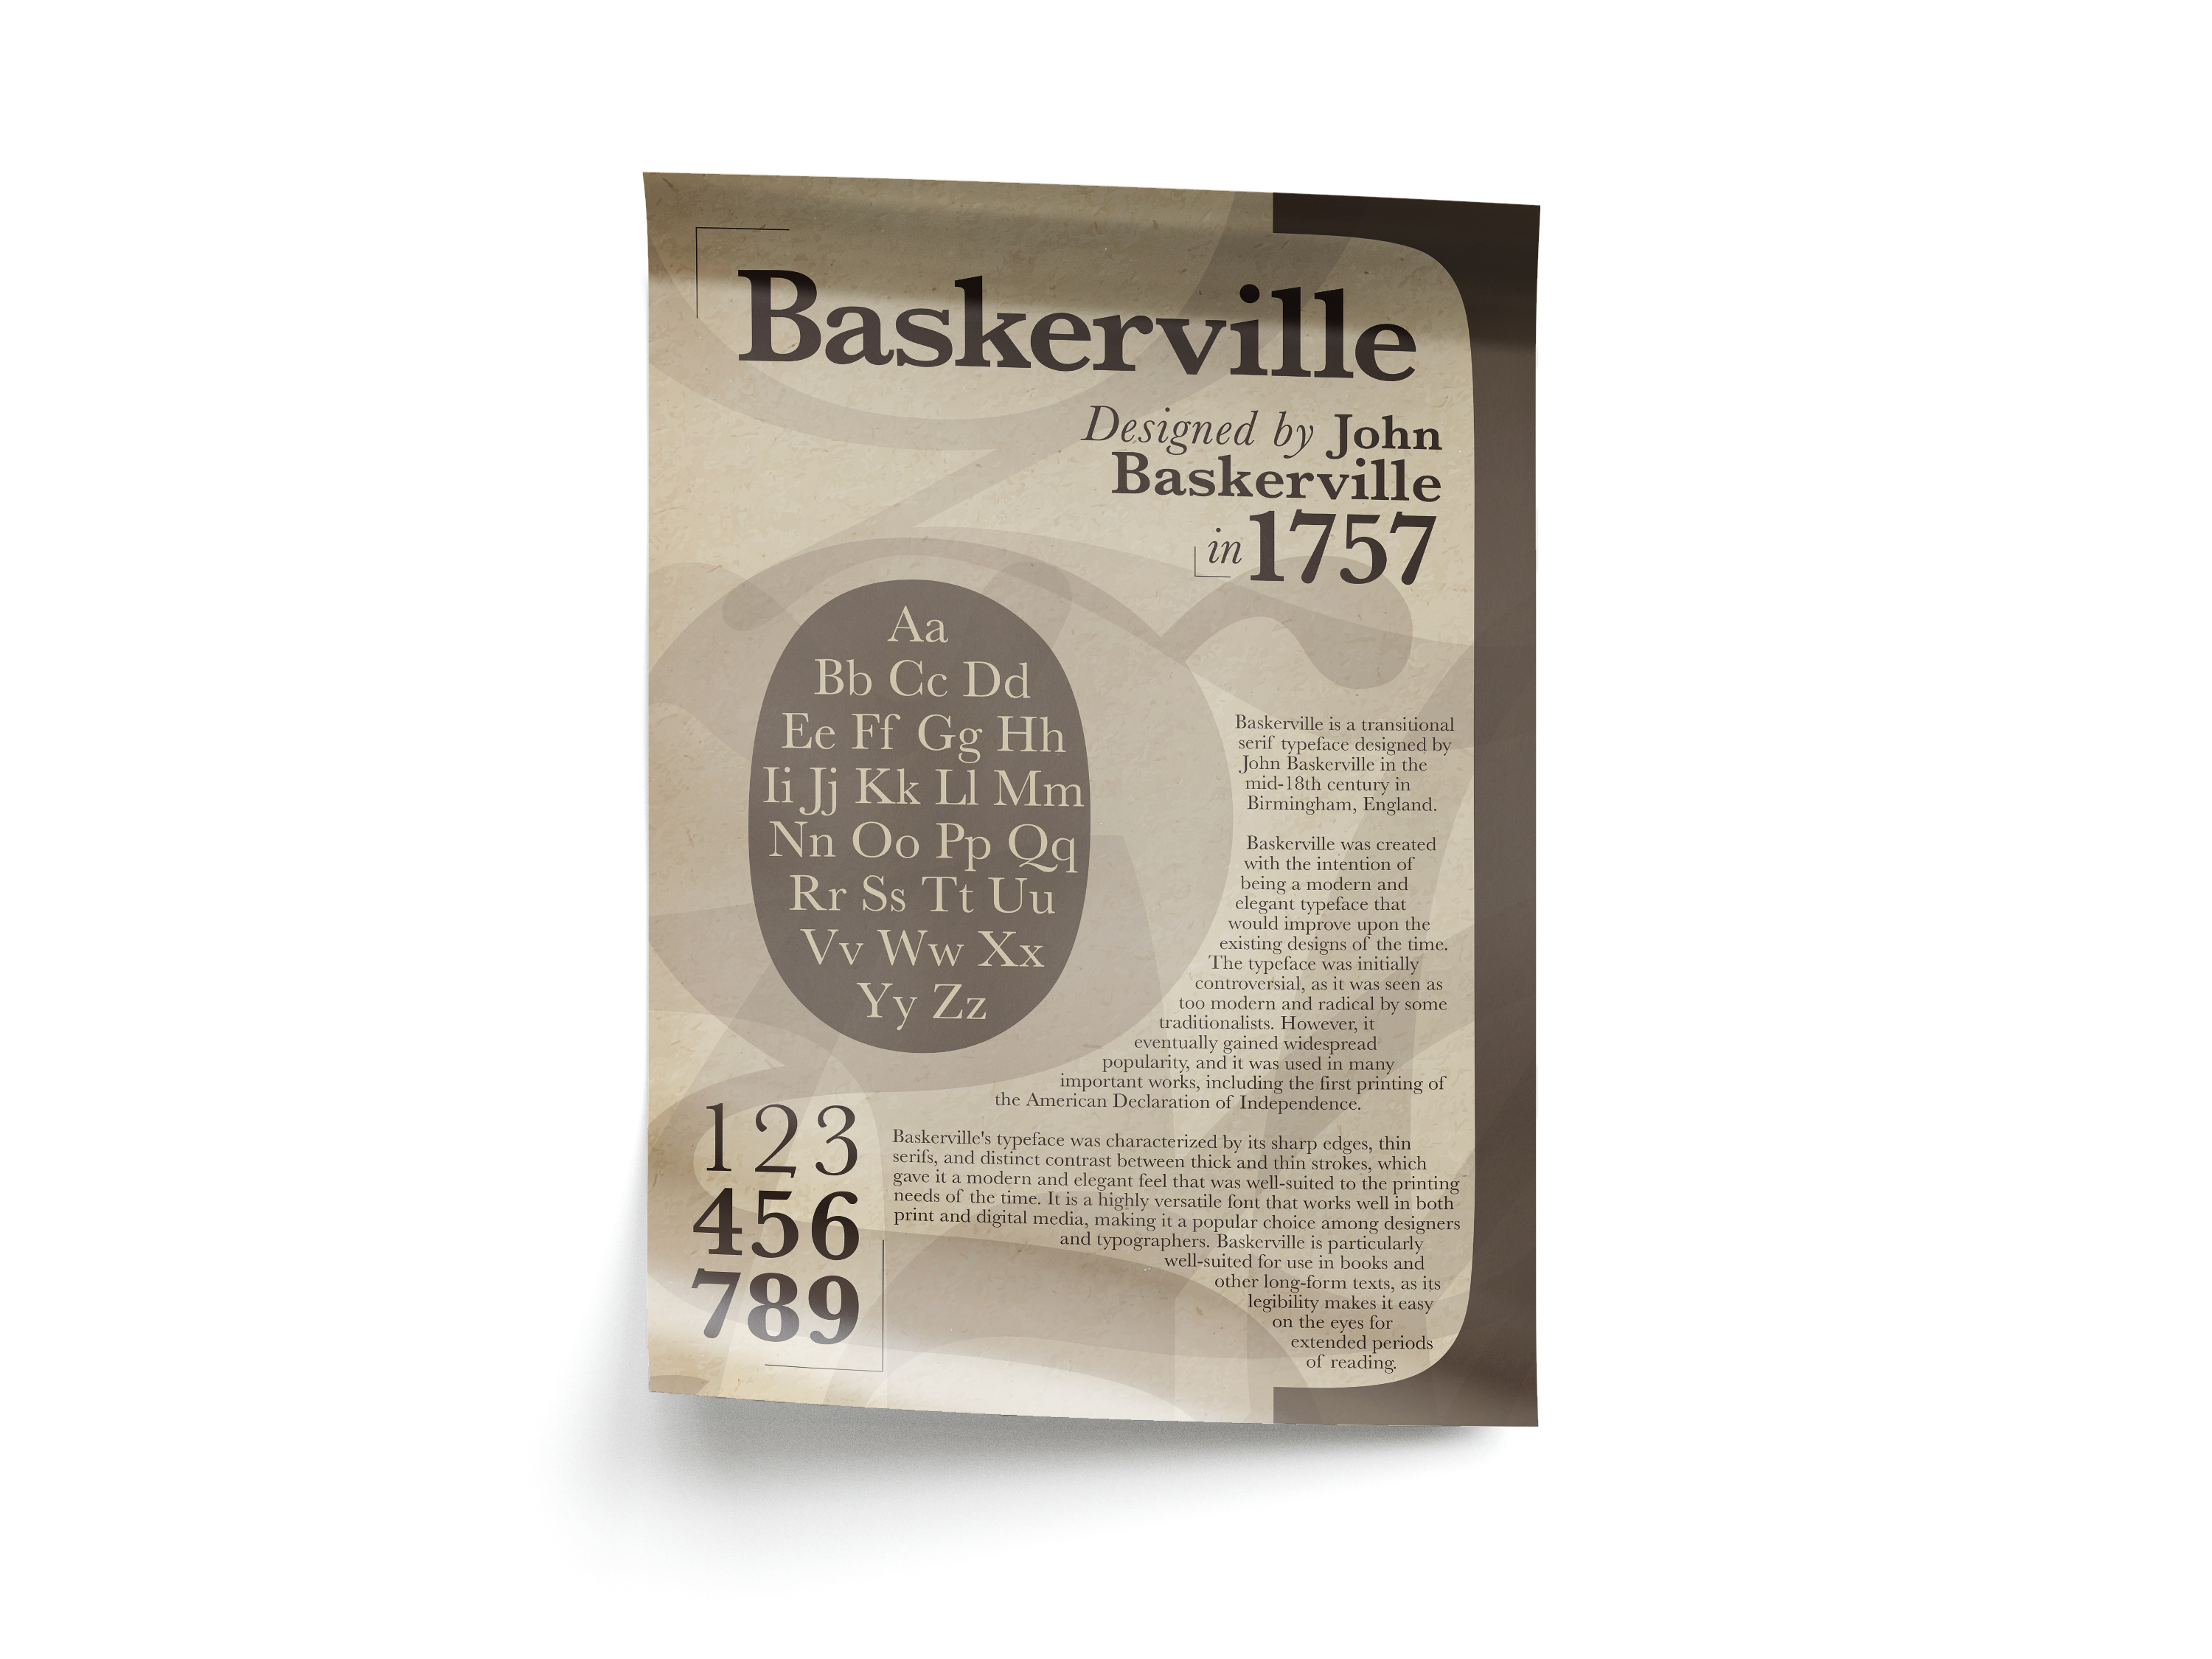 Baskerville
Designed by John
Baskerville
in 1757
Aa
Bb Cc Dd
Ee Ff Gg Hh
Ii Jj Kk Ll Mm
Nn Oo Pp Qq
Rr Ss Tt Uu
Vv Ww Xx
Yy Zz
Baskerville is a transitional
serif typeface designed by
John Baskerville in the
mid-18th century in
Birmingham, England.
Baskerville was created
with the intention of
being a modern and
elegant typeface that
would improve upon the
existing designs of the time.
The typeface was initially
controversial, as it was seen as
too modern and radical by some
traditionalists. However, it
eventually gained widespread
popularity, and it was used in many
important works, including the first printing of
the American Declaration of Independence.
123
456
789
Baskerville's typeface was characterized by its sharp edges, thin
serifs, and distinct contrast between thick and thin strokes, which
gave it a modern and elegant feel that was well-suited to the printing
needs of the time. It is a highly versatile font that works well in both
print and digital media, making it a popular choice among designers
and typographers. Baskerville is particularly
well-suited for use in books and
other long-form texts, as its
legibility makes it easy
on the eyes for
extended periods
of reading.